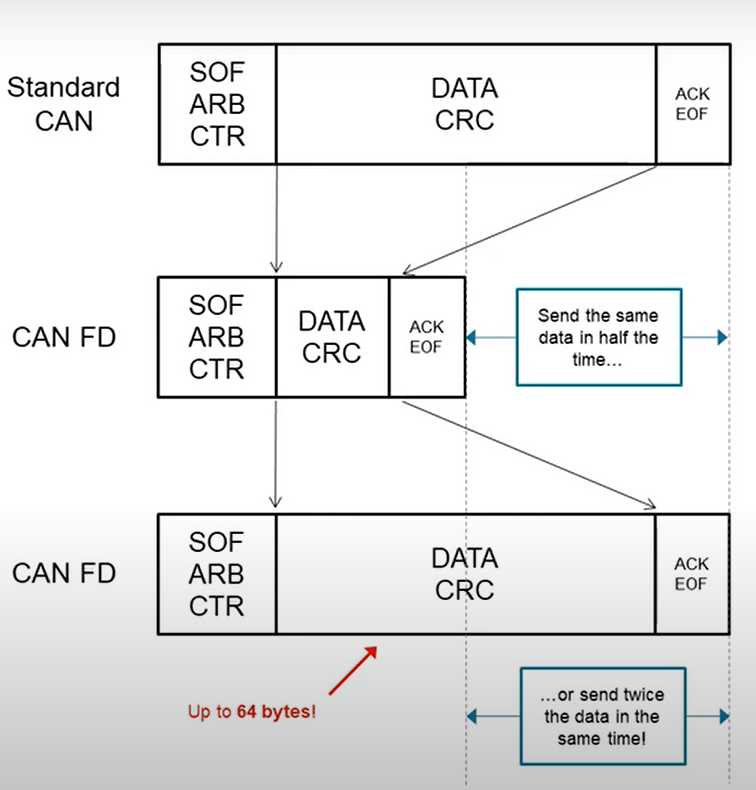 Standard
CAN
SOF
ARB
CTR
DATA
CRC
ACK
EOF
CAN FD
SOF
ARB
CTR
DATA
CRC
ACK
EOF
Send the same
data in half the
time...
CAN FD
SOF
ARB
CTR
DATA
CRC
ACK
EOF
Up to 64 bytes!
...or send twice
the data in the
same time!